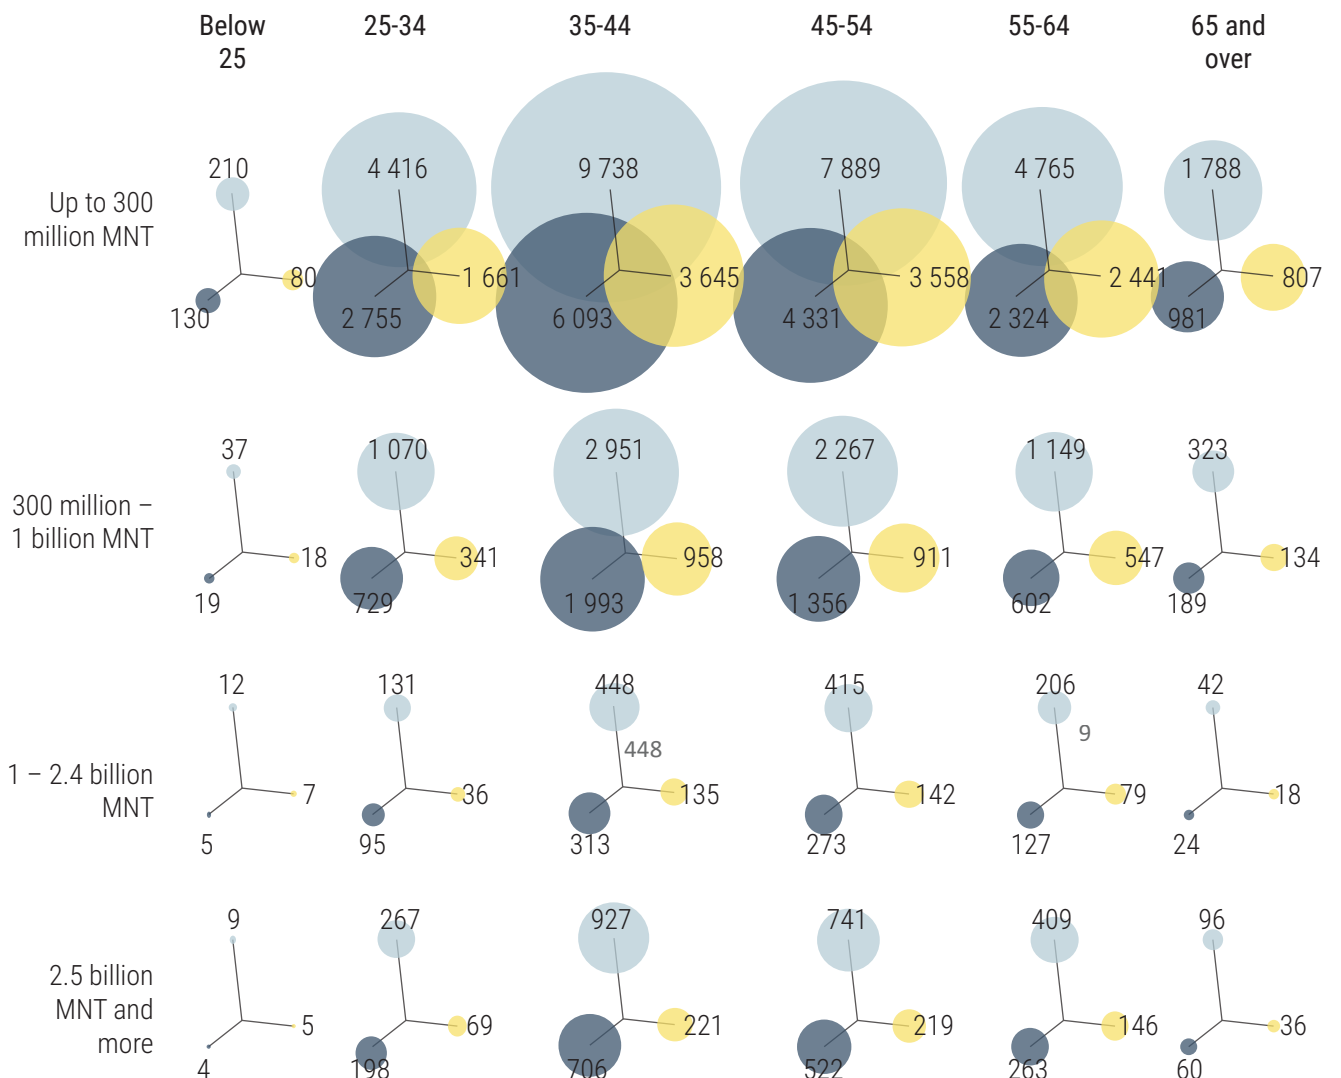 Below 25-34 35-44 45-54 55-64 65 and
25 over
210 4 416 9 738 7 889 4 765 1 788
Up to 300
million MNT
80 1 661 3 645 3 558 2 441 807
130 2 755 6 093 4 331 2 324 981
37 1 070 2 951 2 267 1 149 323
300 million –
1 billion MNT
18 341 958 911 547 134
19 729 1 993 1 356 602 189
12 131 448 415 206 42
448 9
1 – 2.4 billion
MNT
7 36 135 142 79 18
5 95 313 273 127 24
9 267 927 741 409 96
2.5 billion
MNT and
more
5 69 221 219 146 36
4 198 706 522 263 60